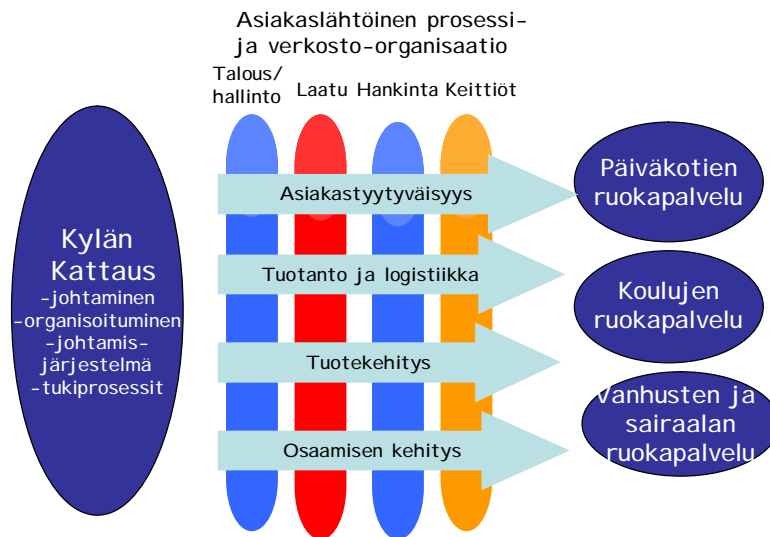 Asiakaslähtöinen prosessi-
ja verkosto-organisaatio
Talous/
hallinto
Laatu
Hankinta
Keittiöt
Kylän
Kattaus
-johtaminen
-organisoituminen
-johtamis-
järjestelmä
-tukiprosessit
Asiakastyytyväisyys
Tuotanto ja logistiikka
Tuotekehitys
Osaamisen kehitys
Päiväkotien
ruokapalvelu
Koulujen
ruokapalvelu
Vanhusten ja
sairaalan
ruokapalvelu